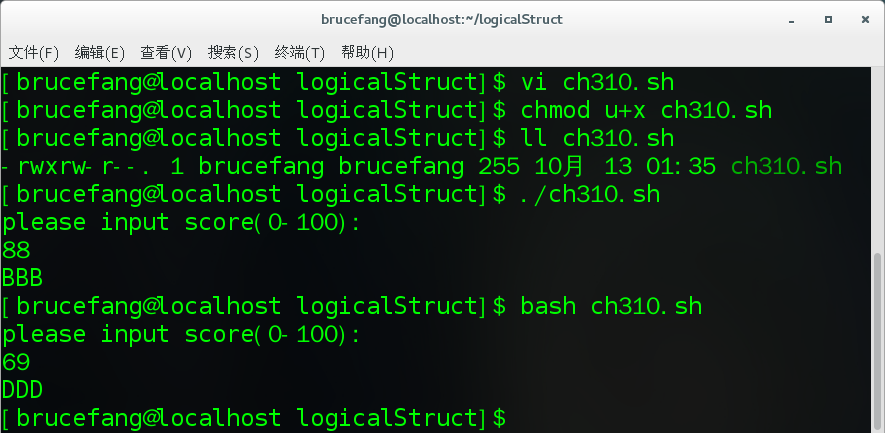 brucefang@localhost:~/logicalStruct
文件(F) 编辑(E) 查看(V) 搜索(S) 终端(T) 帮助(H)
[brucefang@localhost logicalStruct]$ vi ch310.sh
[brucefang@localhost logicalStruct]$ chmod u+x ch310.sh
[brucefang@localhost logicalStruct]$ ll ch310.sh
-rwxrw-r--. 1 brucefang brucefang 255 10月 13 01:35 ch310.sh
[brucefang@localhost logicalStruct]$ ./ch310.sh
please input score(0-100):
88
BBB
[brucefang@localhost logicalStruct]$ bash ch310.sh
please input score(0-100):
69
DDD
[brucefang@localhost logicalStruct]$